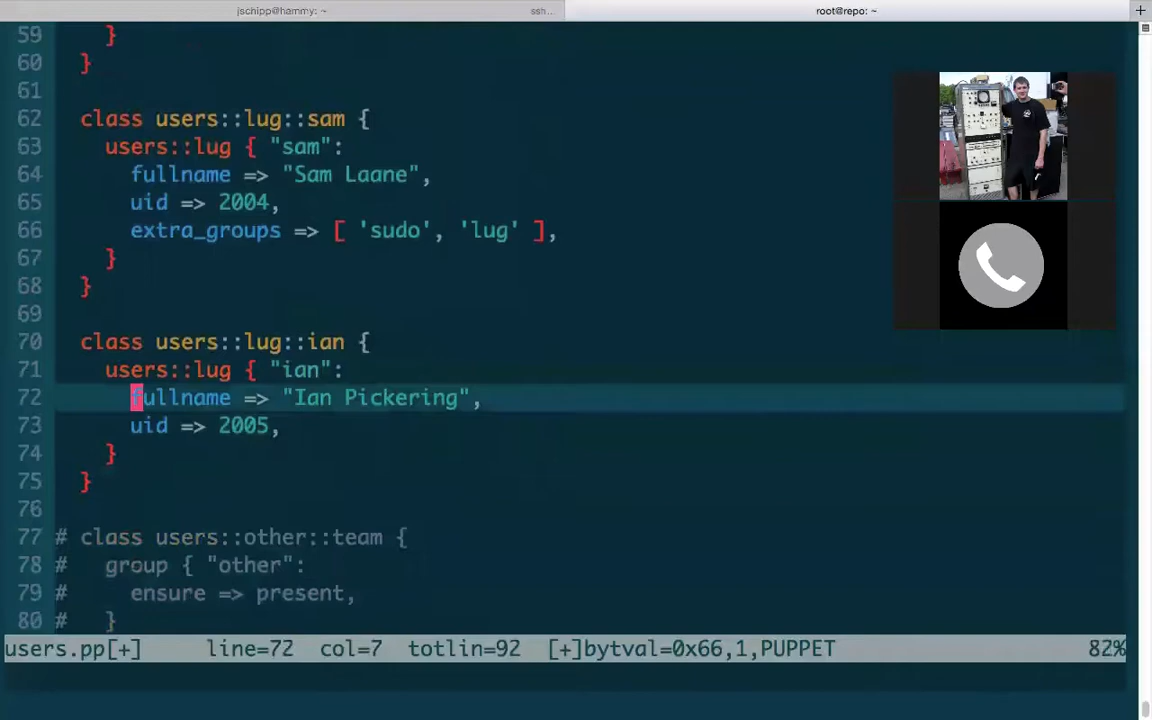 jschipp@hammy: ~ ssh... root@repo: ~ +
59 }
60 }
61
62 class users::lug::sam {
63 users::lug { "sam":
64 fullname => "Sam Laane",
65 uid => 2004,
66 extra_groups => [ 'sudo', 'lug' ],
67 }
68 }
69
70 class users::lug::ian {
71 users::lug { "ian":
72 fullname => "Ian Pickering",
73 uid => 2005,
74 }
75 }
76
77 # class users::other::team {
78 # group { "other":
79 # ensure => present,
80 # }
users.pp[+] line=72 col=7 totlin=92 [+]bytval=0x66,1,PUPPET 82%